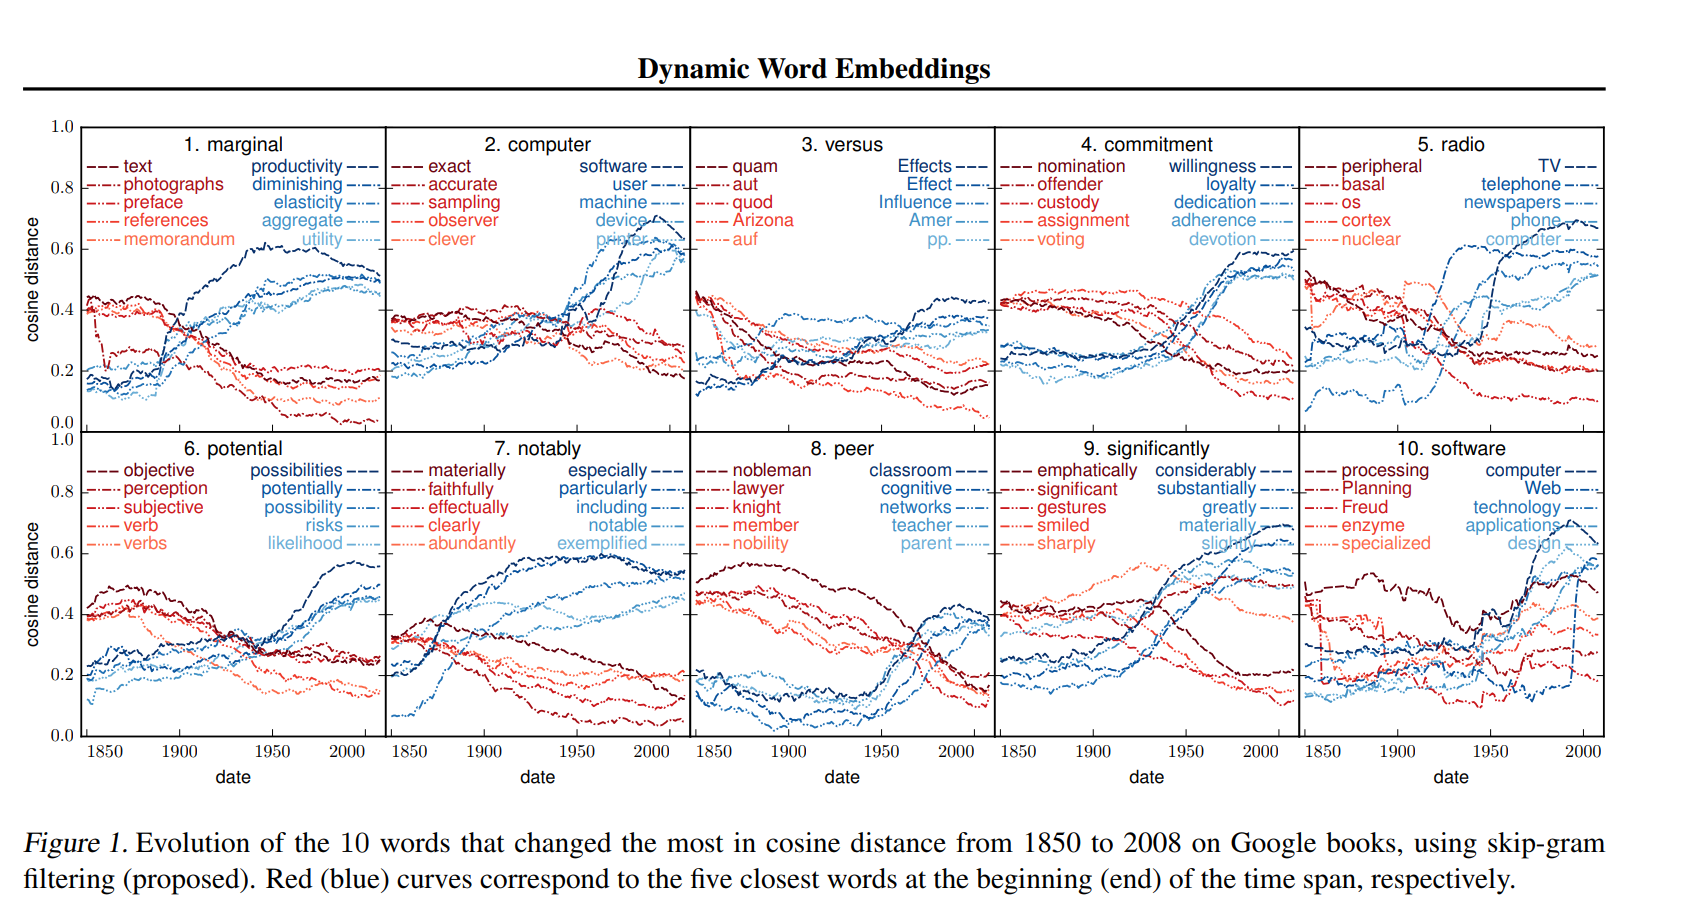 Dynamic Word Embeddings
1. marginal
text productivity
photographs diminishing
preface elasticity
references aggregate
memorandum utility
2. computer
exact software
accurate user
sampling machine
observer device
clever printer
3. versus
quam Effects
aut Effect
quod Influence
Arizona Amer
auf pp.
4. commitment
nomination willingness
offender loyalty
custody dedication
assignment adherence
voting devotion
5. radio
peripheral TV
basal telephone
os newspapers
cortex phone
nuclear computer
1.0
0.8
0.6
0.4
0.2
0.0
cosine distance
6. potential
objective possibilities
perception potentially
subjective possibility
verb risks
verbs likelihood
7. notably
materially especially
faithfully particularly
effectually including
clearly notable
abundantly exemplified
8. peer
nobleman classroom
lawyer cognitive
knight networks
member teacher
nobility parent
9. significantly
emphatically considerably
significant substantially
gestures greatly
smiled materially
sharply slightly
10. software
processing computer
Planning Web
Freud technology
enzyme applications
specialized design
1.0
0.8
0.6
0.4
0.2
0.0
cosine distance
1850 1900 1950 2000 1850 1900 1950 2000 1850 1900 1950 2000 1850 1900 1950 2000 1850 1900 1950 2000
date date date date date
Figure 1. Evolution of the 10 words that changed the most in cosine distance from 1850 to 2008 on Google books, using skip-gram
filtering (proposed). Red (blue) curves correspond to the five closest words at the beginning (end) of the time span, respectively.